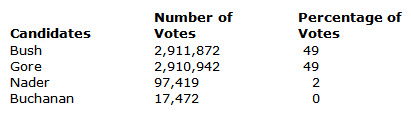 Number of Percentage of
Candidates Votes Votes
Bush 2,911,872 49
Gore 2,910,942 49
Nader 97,419 2
Buchanan 17,472 0